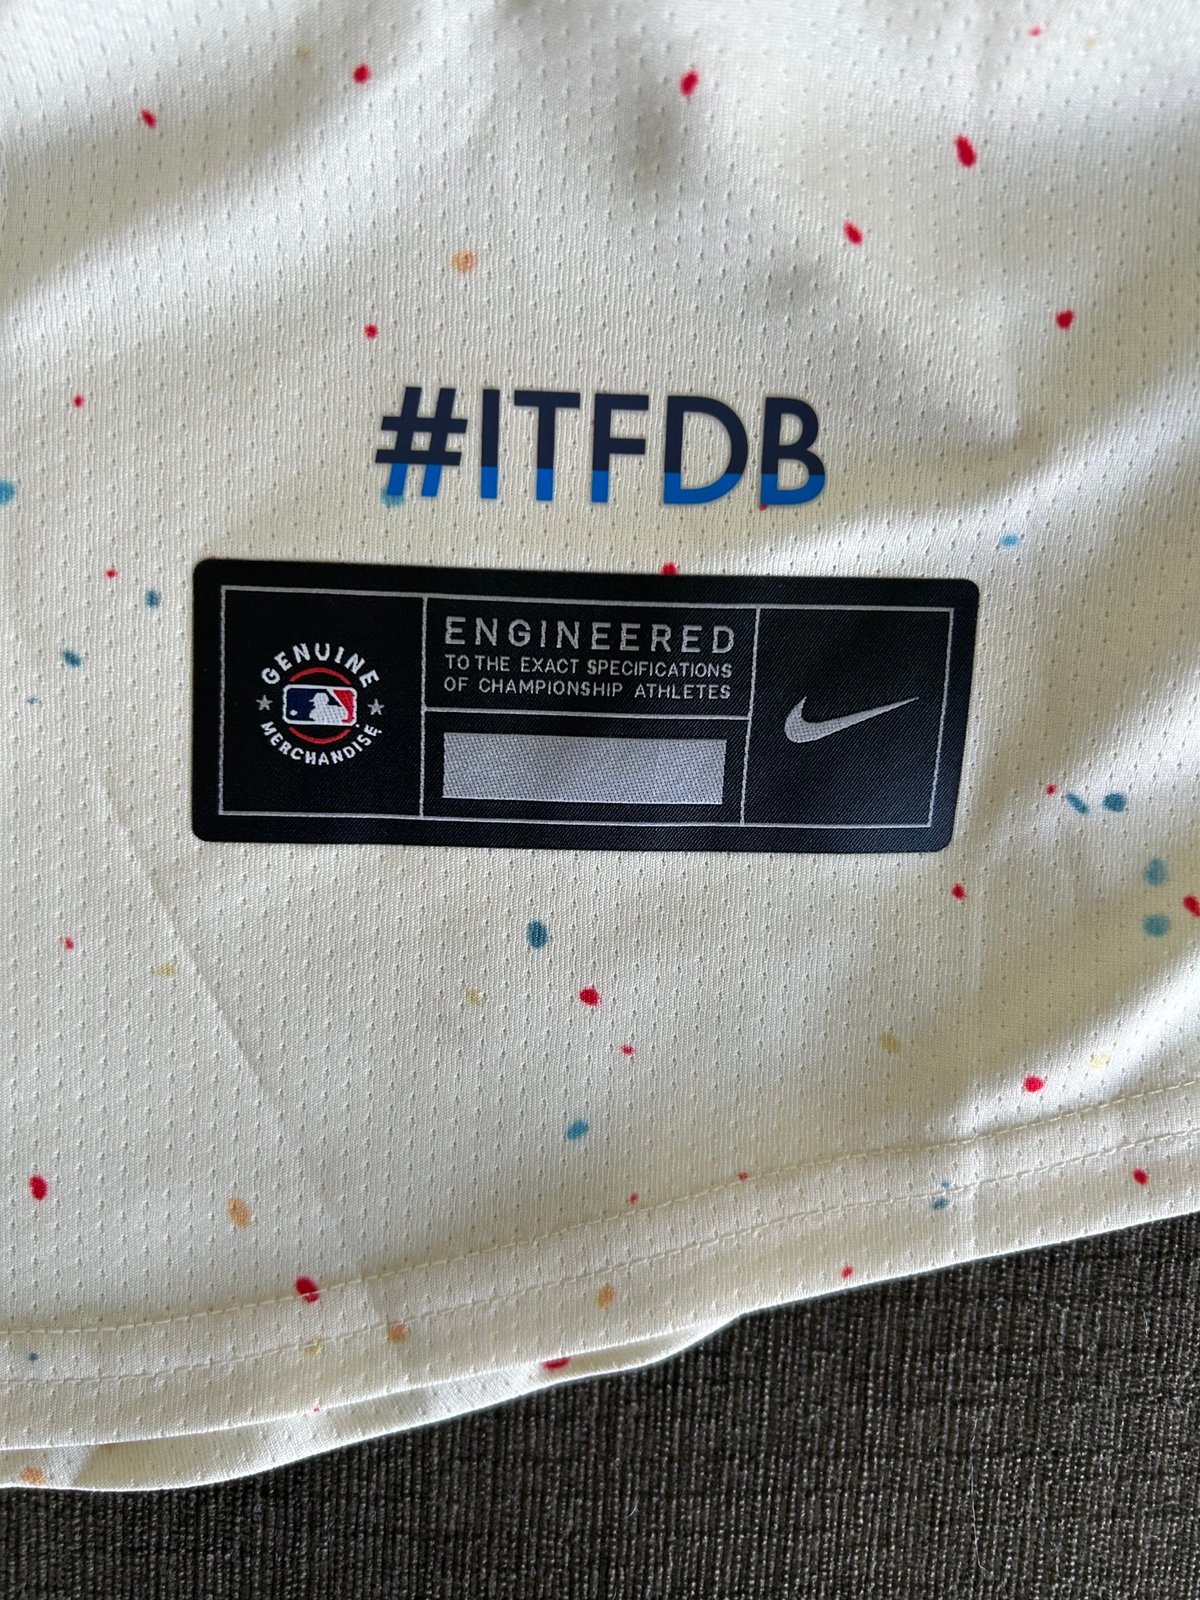 #ITFDB
GENUINE
MERCHANDISE
ENGINEERED
TO THE EXACT SPECIFICATIONS
OF CHAMPIONSHIP ATHLETES